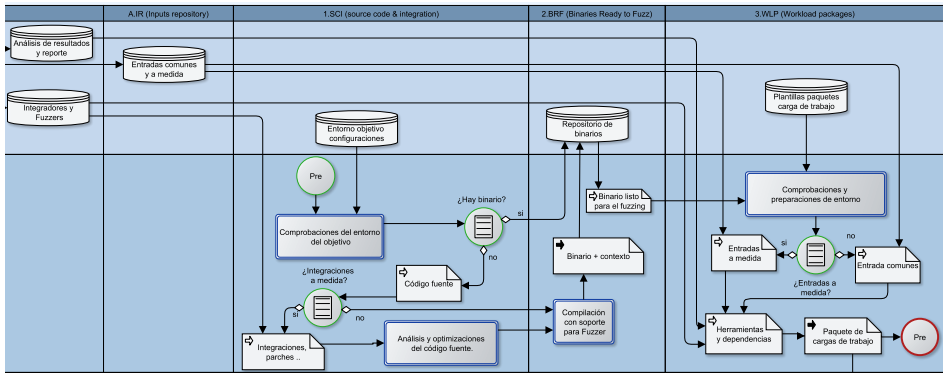 A.IR (Inputs repository)
1.SCI (source code & integration)
2.BRF (Binaries Ready to Fuzz)
3.WLP (Workload packages)
Análisis de resultados
y reporte
Entradas comunes
y a medida
Integradores y
Fuzzers
Entorno objetivo
configuraciones
Repositorio de
binarios
Plantillas paquetes
carga de trabajo
Pre
Comprobaciones del entorno
del objetivo
¿Hay binario?
si
no
Binario listo
para el fuzzing
Comprobaciones y
preparaciones de entorno
Binario + contexto
Entradas
a medida
si
no
¿Entradas a
medida?
Entrada comunes
¿Integraciones
a medida?
Código fuente
si
no
Integraciones,
parches ..
Análisis y optimizaciones
del código fuente.
Compilación
con soporte
para Fuzzer
Herramientas
y dependencias
Paquete de
cargas de trabajo
Pre